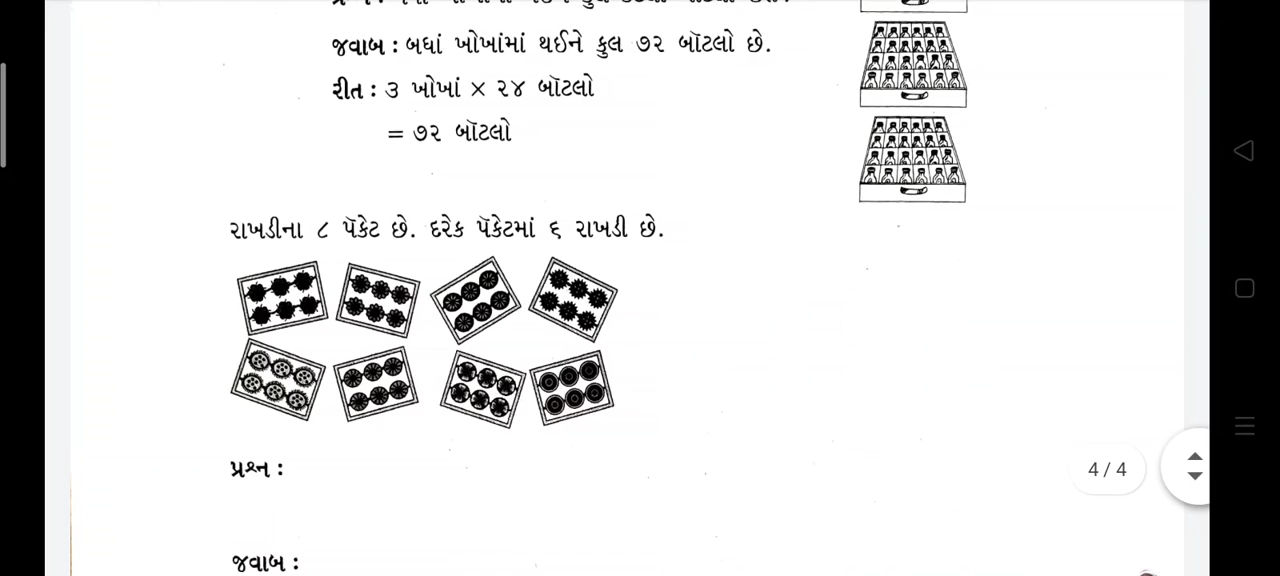 જવાબ : બધાં ખોખાંમાં થઈને કુલ ૭૨ બૉટલો છે.
રીત : ૩ ખોખાં × ૨૪ બૉટલો
= ૭૨ બૉટલો
રાખડીના ૮ પૅકેટ છે. દરેક પૅકેટમાં ૬ રાખડી છે.
પ્રશ્ન :
4 / 4
જવાબ :